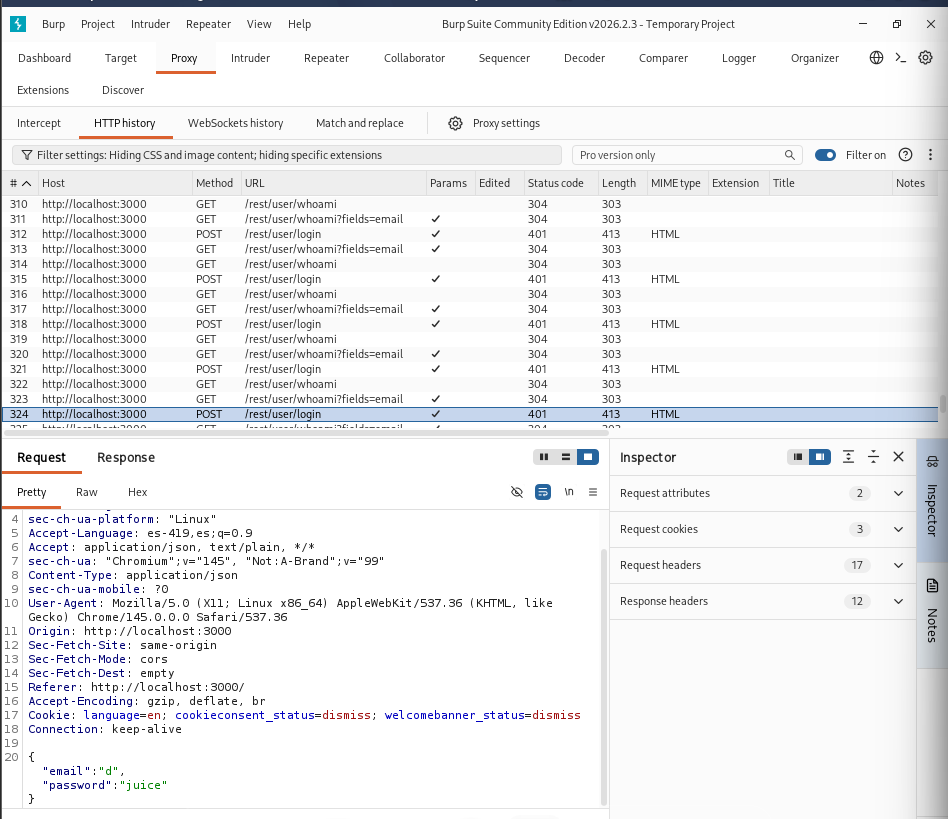 Burp Project Intruder Repeater View Help Burp Suite Community Edition v2026.2.3 - Temporary Project
Dashboard Target Proxy Intruder Repeater Collaborator Sequencer Decoder Comparer Logger Organizer
Extensions Discover
Intercept HTTP history WebSockets history Match and replace Proxy settings
Filter settings: Hiding CSS and image content; hiding specific extensions Pro version only Filter on
# Host Method URL Params Edited Status code Length MIME type Extension Title Notes
310 http://localhost:3000 GET /rest/user/whoami 304 303
311 http://localhost:3000 GET /rest/user/whoami?fields=email ✓ 304 303
312 http://localhost:3000 POST /rest/user/login ✓ 401 413 HTML
313 http://localhost:3000 GET /rest/user/whoami?fields=email ✓ 304 303
314 http://localhost:3000 GET /rest/user/whoami 304 303
315 http://localhost:3000 POST /rest/user/login ✓ 401 413 HTML
316 http://localhost:3000 GET /rest/user/whoami 304 303
317 http://localhost:3000 GET /rest/user/whoami?fields=email ✓ 304 303
318 http://localhost:3000 POST /rest/user/login ✓ 401 413 HTML
319 http://localhost:3000 GET /rest/user/whoami 304 303
320 http://localhost:3000 GET /rest/user/whoami?fields=email ✓ 304 303
321 http://localhost:3000 POST /rest/user/login ✓ 401 413 HTML
322 http://localhost:3000 GET /rest/user/whoami 304 303
323 http://localhost:3000 GET /rest/user/whoami?fields=email ✓ 304 303
324 http://localhost:3000 POST /rest/user/login ✓ 401 413 HTML
Request Response
Pretty Raw Hex \n
4 sec-ch-ua-platform: "Linux"
5 Accept-Language: es-419,es;q=0.9
6 Accept: application/json, text/plain, */*
7 sec-ch-ua: "Chromium";v="145", "Not:A-Brand";v="99"
8 Content-Type: application/json
9 sec-ch-ua-mobile: ?0
10 User-Agent: Mozilla/5.0 (X11; Linux x86_64) AppleWebKit/537.36 (KHTML, like
Gecko) Chrome/145.0.0.0 Safari/537.36
11 Origin: http://localhost:3000
12 Sec-Fetch-Site: same-origin
13 Sec-Fetch-Mode: cors
14 Sec-Fetch-Dest: empty
15 Referer: http://localhost:3000/
16 Accept-Encoding: gzip, deflate, br
17 Cookie: language=en; cookieconsent_status=dismiss; welcomebanner_status=dismiss
18 Connection: keep-alive
19
20 {
"email":"d",
"password":"juice"
}
Inspector
Request attributes 2
Request cookies 3
Request headers 17
Response headers 12
Inspector
Notes